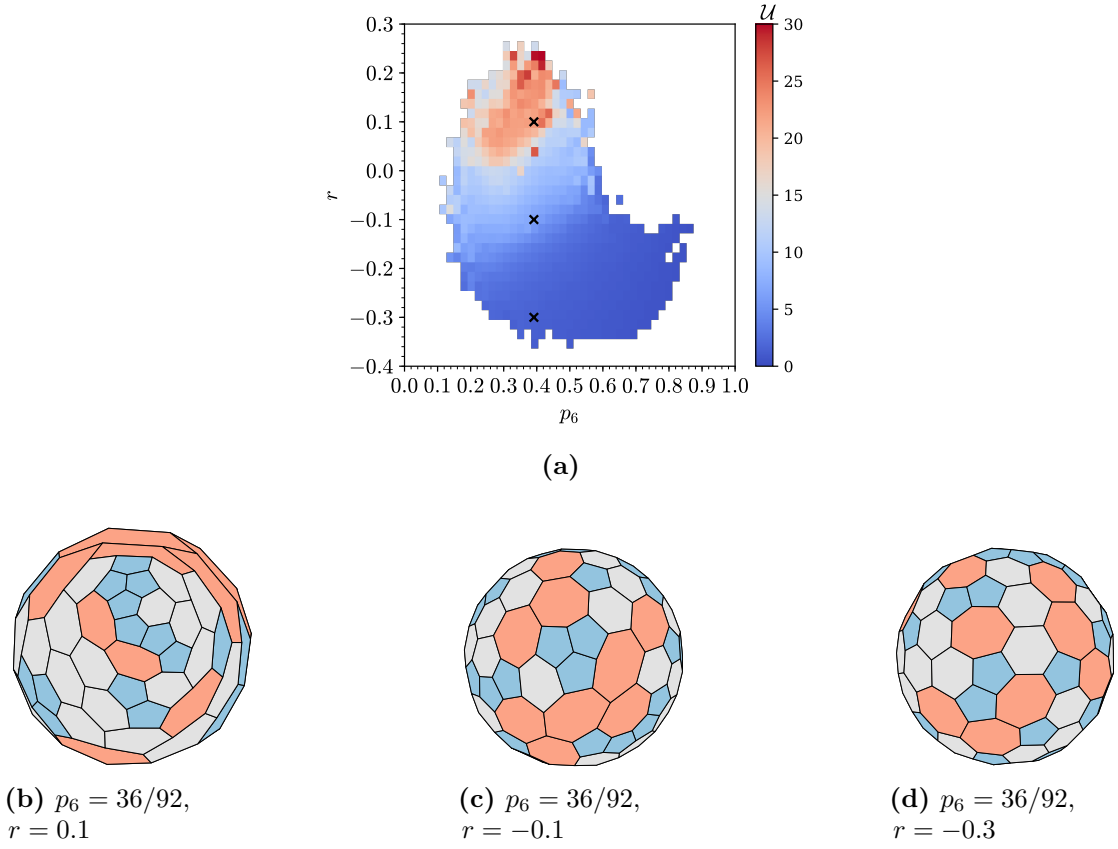 𝒰
0.3
0.2
0.1
0.0
−0.1
−0.2
−0.3
−0.4
r
0.0 0.1 0.2 0.3 0.4 0.5 0.6 0.7 0.8 0.9 1.0
p₆
30
25
20
15
10
5
0
(a)
(b) p₆ = 36/92,
r = 0.1
(c) p₆ = 36/92,
r = −0.1
(d) p₆ = 36/92,
r = −0.3